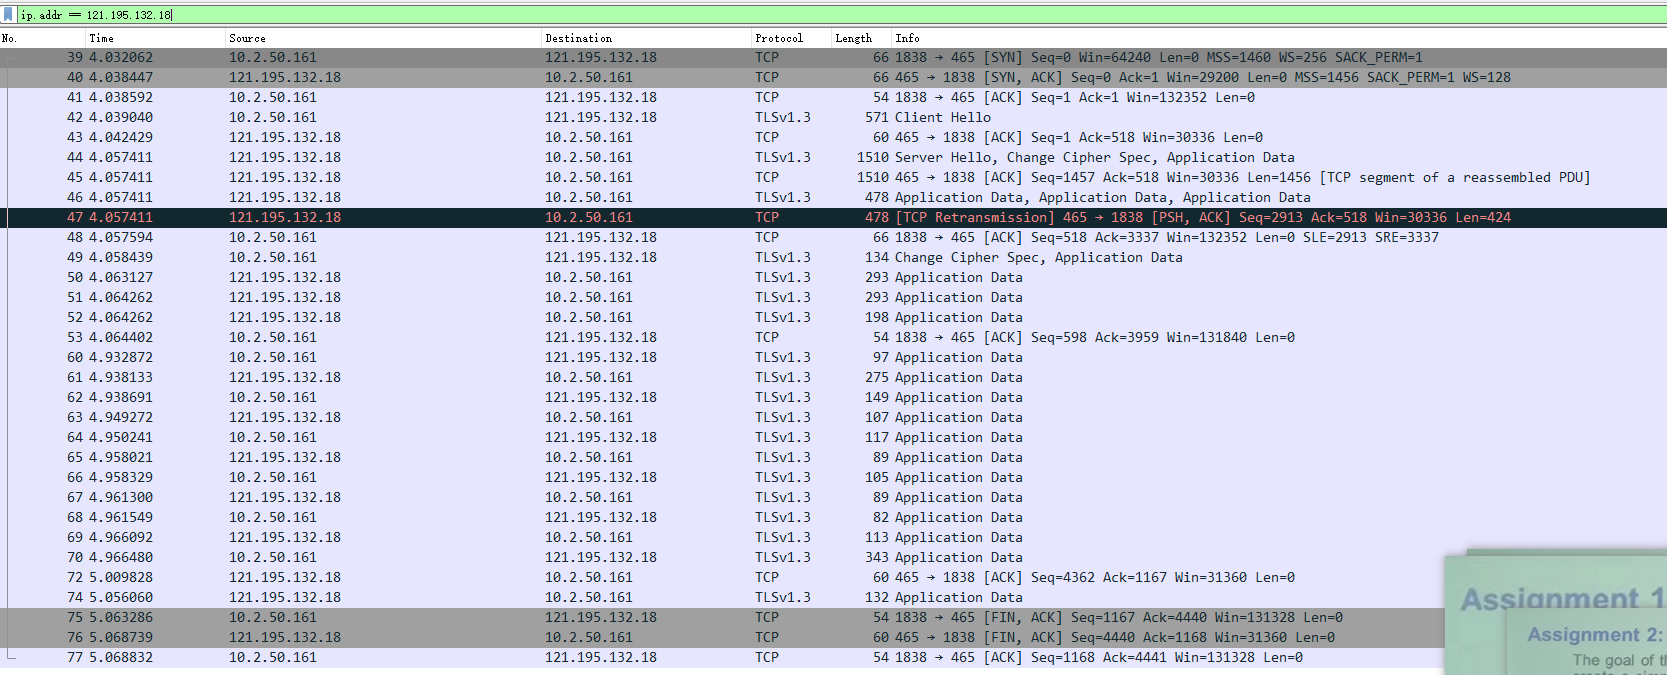 ip.addr == 121.195.132.18
No. Time Source Destination Protocol Length Info
39 4.032062 10.2.50.161 121.195.132.18 TCP 66 1838 → 465 [SYN] Seq=0 Win=64240 Len=0 MSS=1460 WS=256 SACK_PERM=1
40 4.038447 121.195.132.18 10.2.50.161 TCP 66 465 → 1838 [SYN, ACK] Seq=0 Ack=1 Win=29200 Len=0 MSS=1456 SACK_PERM=1 WS=128
41 4.038592 10.2.50.161 121.195.132.18 TCP 54 1838 → 465 [ACK] Seq=1 Ack=1 Win=132352 Len=0
42 4.039040 10.2.50.161 121.195.132.18 TLSv1.3 571 Client Hello
43 4.042429 121.195.132.18 10.2.50.161 TCP 60 465 → 1838 [ACK] Seq=1 Ack=518 Win=30336 Len=0
44 4.057411 121.195.132.18 10.2.50.161 TLSv1.3 1510 Server Hello, Change Cipher Spec, Application Data
45 4.057411 121.195.132.18 10.2.50.161 TCP 1510 465 → 1838 [ACK] Seq=1457 Ack=518 Win=30336 Len=1456 [TCP segment of a reassembled PDU]
46 4.057411 121.195.132.18 10.2.50.161 TLSv1.3 478 Application Data, Application Data, Application Data
47 4.057411 121.195.132.18 10.2.50.161 TCP 478 [TCP Retransmission] 465 → 1838 [PSH, ACK] Seq=2913 Ack=518 Win=30336 Len=424
48 4.057594 10.2.50.161 121.195.132.18 TCP 66 1838 → 465 [ACK] Seq=518 Ack=3337 Win=132352 Len=0 SLE=2913 SRE=3337
49 4.058439 10.2.50.161 121.195.132.18 TLSv1.3 134 Change Cipher Spec, Application Data
50 4.063127 121.195.132.18 10.2.50.161 TLSv1.3 293 Application Data
51 4.064262 121.195.132.18 10.2.50.161 TLSv1.3 293 Application Data
52 4.064262 121.195.132.18 10.2.50.161 TLSv1.3 198 Application Data
53 4.064402 10.2.50.161 121.195.132.18 TCP 54 1838 → 465 [ACK] Seq=598 Ack=3959 Win=131840 Len=0
60 4.932872 10.2.50.161 121.195.132.18 TLSv1.3 97 Application Data
61 4.938133 121.195.132.18 10.2.50.161 TLSv1.3 275 Application Data
62 4.938691 10.2.50.161 121.195.132.18 TLSv1.3 149 Application Data
63 4.949272 121.195.132.18 10.2.50.161 TLSv1.3 107 Application Data
64 4.950241 10.2.50.161 121.195.132.18 TLSv1.3 117 Application Data
65 4.958021 121.195.132.18 10.2.50.161 TLSv1.3 89 Application Data
66 4.958329 10.2.50.161 121.195.132.18 TLSv1.3 105 Application Data
67 4.961300 121.195.132.18 10.2.50.161 TLSv1.3 89 Application Data
68 4.961549 10.2.50.161 121.195.132.18 TLSv1.3 82 Application Data
69 4.966092 121.195.132.18 10.2.50.161 TLSv1.3 113 Application Data
70 4.966480 10.2.50.161 121.195.132.18 TLSv1.3 343 Application Data
72 5.009828 121.195.132.18 10.2.50.161 TCP 60 465 → 1838 [ACK] Seq=4362 Ack=1167 Win=31360 Len=0
74 5.056060 121.195.132.18 10.2.50.161 TLSv1.3 132 Application Data
75 5.063286 10.2.50.161 121.195.132.18 TCP 54 1838 → 465 [FIN, ACK] Seq=1167 Ack=4440 Win=131328 Len=0
76 5.068739 121.195.132.18 10.2.50.161 TCP 60 465 → 1838 [FIN, ACK] Seq=4440 Ack=1168 Win=31360 Len=0
77 5.068832 10.2.50.161 121.195.132.18 TCP 54 1838 → 465 [ACK] Seq=1168 Ack=4441 Win=131328 Len=0
Assignment 1
Assignment 2:
The goal of